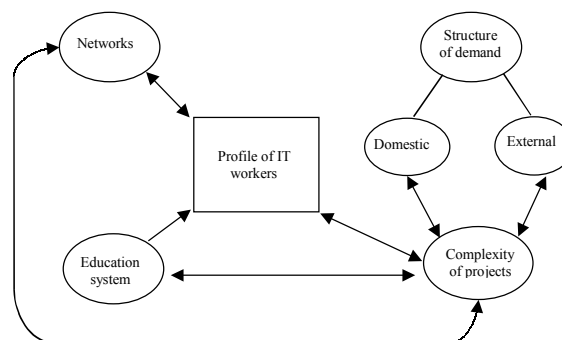 Networks
Structure
of demand
Profile of IT
workers
Domestic
External
Education
system
Complexity
of projects